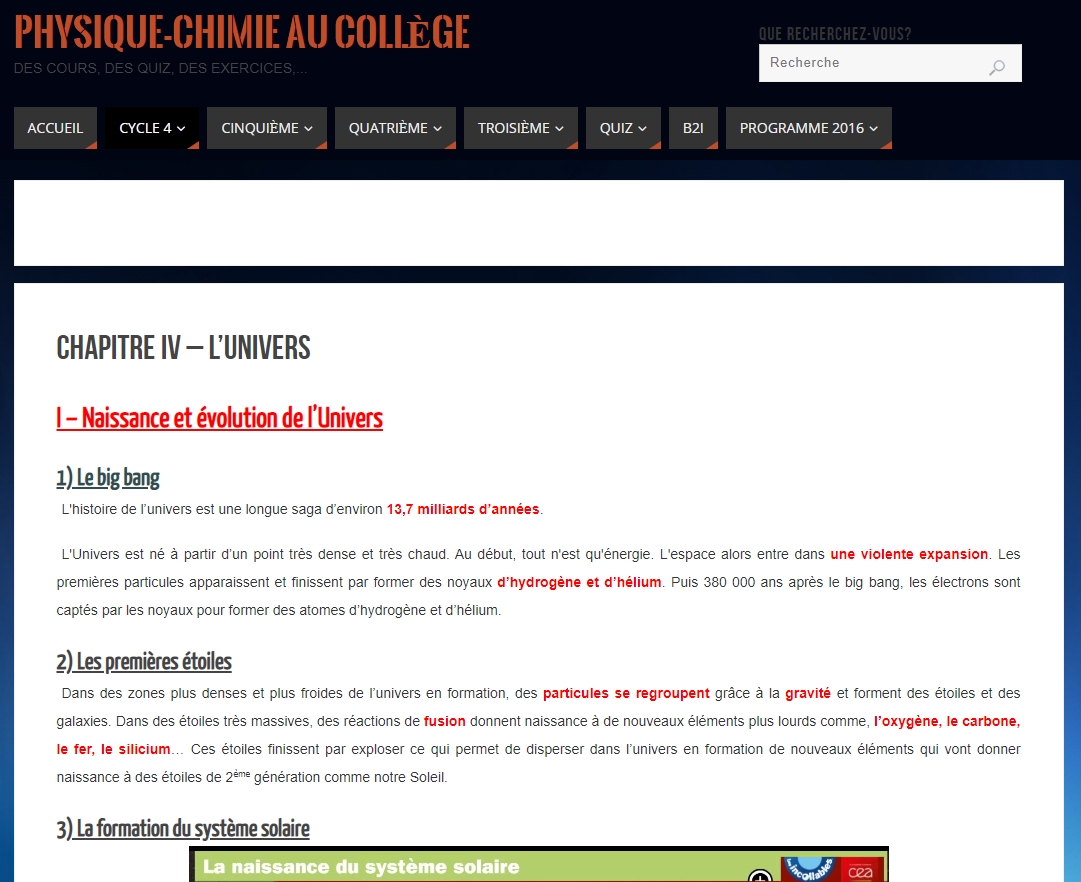 PHYSIQUE-CHIMIE AU COLLÈGE
DES COURS, DES QUIZ, DES EXERCICES,...
QUE RECHERCHEZ-VOUS?
Recherche
ACCUEIL CYCLE 4 CINQUIÈME QUATRIÈME TROISIÈME QUIZ B2I PROGRAMME 2016
CHAPITRE IV – L’UNIVERS
I – Naissance et évolution de l’Univers
1) Le big bang
L'histoire de l’univers est une longue saga d’environ 13,7 milliards d’années.
L'Univers est né à partir d’un point très dense et très chaud. Au début, tout n'est qu'énergie. L'espace alors entre dans une violente expansion. Les
premières particules apparaissent et finissent par former des noyaux d’hydrogène et d’hélium. Puis 380 000 ans après le big bang, les électrons sont
captés par les noyaux pour former des atomes d’hydrogène et d’hélium.
2) Les premières étoiles
Dans des zones plus denses et plus froides de l’univers en formation, des particules se regroupent grâce à la gravité et forment des étoiles et des
galaxies. Dans des étoiles très massives, des réactions de fusion donnent naissance à de nouveaux éléments plus lourds comme, l’oxygène, le carbone,
le fer, le silicium… Ces étoiles finissent par exploser ce qui permet de disperser dans l’univers en formation de nouveaux éléments qui vont donner
naissance à des étoiles de 2ème génération comme notre Soleil.
3) La formation du système solaire
La naissance du système solaire
les incollables
cea